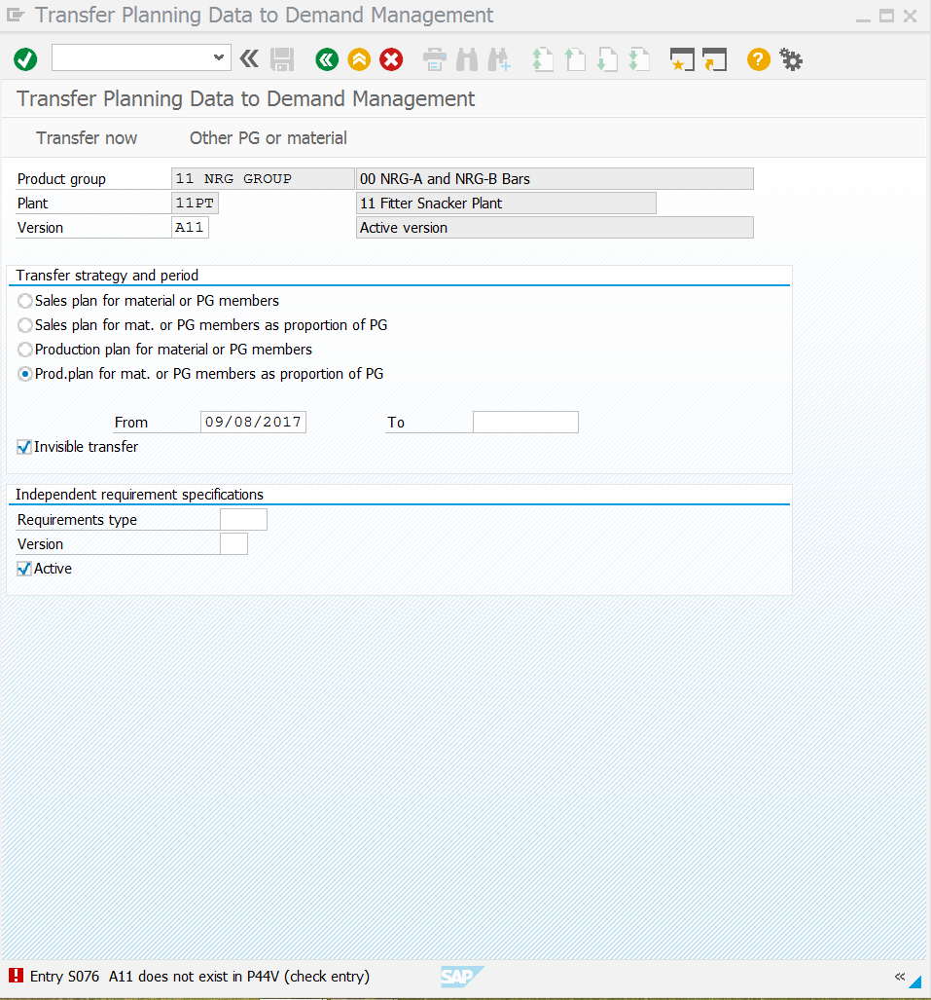 Transfer Planning Data to Demand Management
Transfer Planning Data to Demand Management
Transfer now Other PG or material
Product group 11 NRG GROUP 00 NRG-A and NRG-B Bars
Plant 11PT 11 Fitter Snacker Plant
Version A11 Active version
Transfer strategy and period
Sales plan for material or PG members
Sales plan for mat. or PG members as proportion of PG
Production plan for material or PG members
Prod.plan for mat. or PG members as proportion of PG
From 09/08/2017 To
Invisible transfer
Independent requirement specifications
Requirements type
Version
Active
Entry S076 A11 does not exist in P44V (check entry) SAP